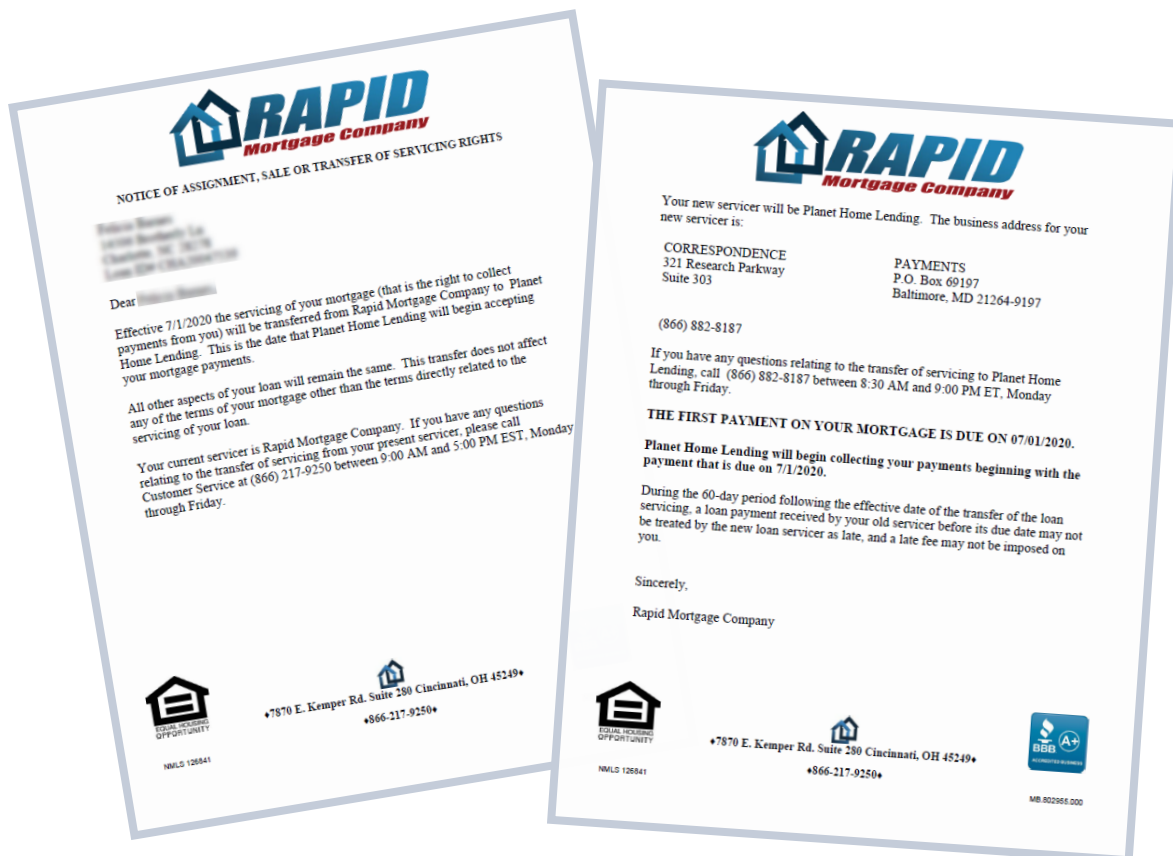 RAPID
Mortgage Company
NOTICE OF ASSIGNMENT, SALE OR TRANSFER OF SERVICING RIGHTS
Dear
Effective 7/1/2020 the servicing of your mortgage (that is the right to collect
payments from you) will be transferred from Rapid Mortgage Company to Planet
Home Lending. This is the date that Planet Home Lending will begin accepting
your mortgage payments.
All other aspects of your loan will remain the same. This transfer does not affect
any of the terms of your mortgage other than the terms directly related to the
servicing of your loan.
Your current servicer is Rapid Mortgage Company. If you have any questions
relating to the transfer of servicing from your present servicer, please call
Customer Service at (866) 217-9250 between 9:00 AM and 5:00 PM EST, Monday
through Friday.
EQUAL HOUSING
OPPORTUNITY
NMLS 126841
♦7870 E. Kemper Rd. Suite 280 Cincinnati, OH 45249♦
♦866-217-9250♦
RAPID
Mortgage Company
Your new servicer will be Planet Home Lending. The business address for your
new servicer is:
CORRESPONDENCE
321 Research Parkway
Suite 303
PAYMENTS
P.O. Box 69197
Baltimore, MD 21264-9197
(866) 882-8187
If you have any questions relating to the transfer of servicing to Planet Home
Lending, call (866) 882-8187 between 8:30 AM and 9:00 PM ET, Monday
through Friday.
THE FIRST PAYMENT ON YOUR MORTGAGE IS DUE ON 07/01/2020.
Planet Home Lending will begin collecting your payments beginning with the
payment that is due on 7/1/2020.
During the 60-day period following the effective date of the transfer of the loan
servicing, a loan payment received by your old servicer before its due date may not
be treated by the new loan servicer as late, and a late fee may not be imposed on
you.
Sincerely,
Rapid Mortgage Company
EQUAL HOUSING
OPPORTUNITY
NMLS 126841
♦7870 E. Kemper Rd. Suite 280 Cincinnati, OH 45249♦
♦866-217-9250♦
BBB
A+
ACCREDITED BUSINESS
MB.802955.000